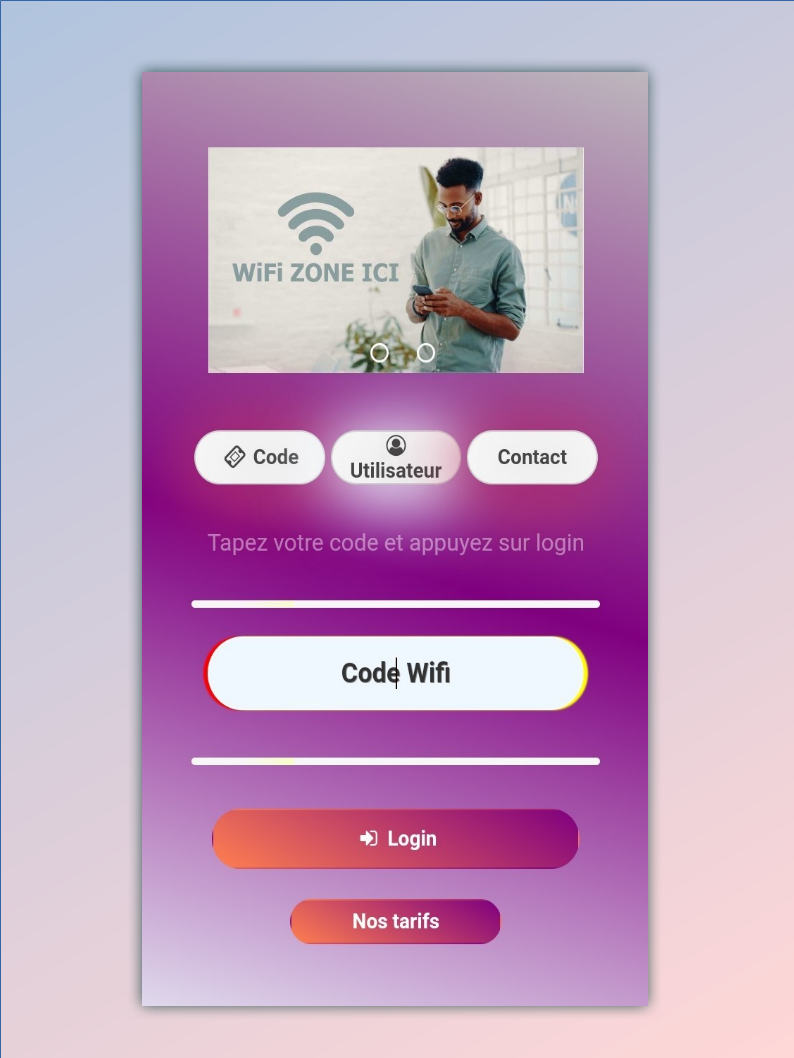 WiFi ZONE ICI
Code
Utilisateur
Contact
Tapez votre code et appuyez sur login
Code Wifi
Login
Nos tarifs